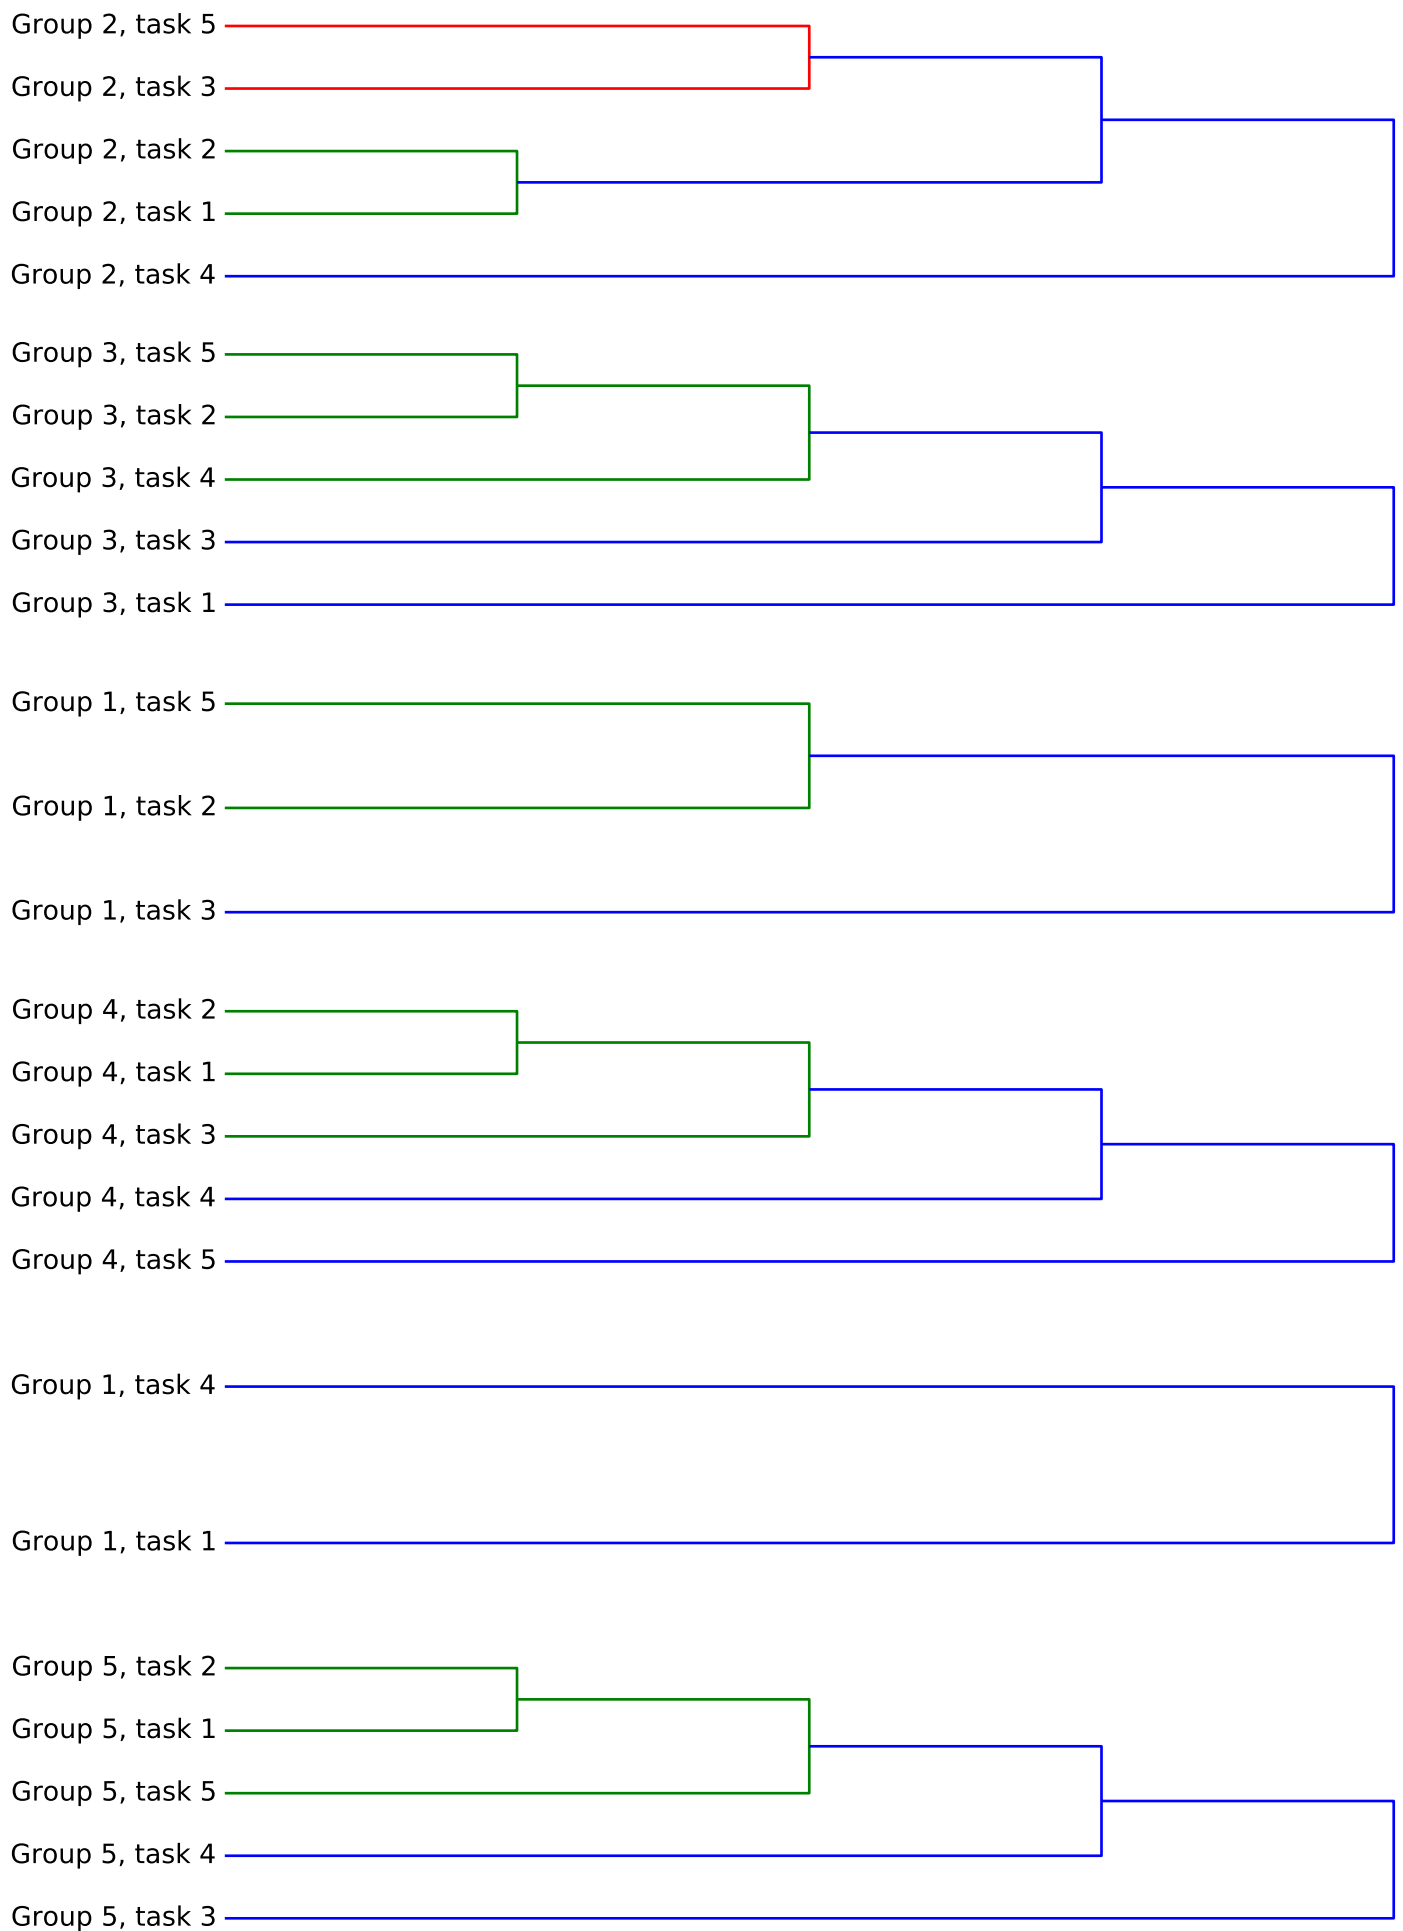 Group 2, task 5
Group 2, task 3
Group 2, task 2
Group 2, task 1
Group 2, task 4
Group 3, task 5
Group 3, task 2
Group 3, task 4
Group 3, task 3
Group 3, task 1
Group 1, task 5
Group 1, task 2
Group 1, task 3
Group 4, task 2
Group 4, task 1
Group 4, task 3
Group 4, task 4
Group 4, task 5
Group 1, task 4
Group 1, task 1
Group 5, task 2
Group 5, task 1
Group 5, task 5
Group 5, task 4
Group 5, task 3